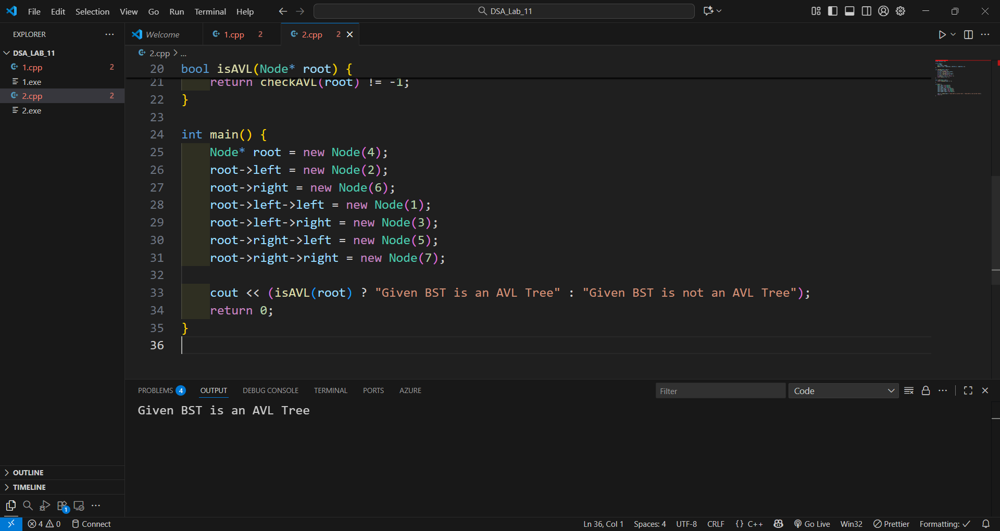 File Edit Selection View Go Run Terminal Help
DSA_Lab_11
EXPLORER
DSA_LAB_11
1.cpp 2
1.exe
2.cpp 2
2.exe
OUTLINE
TIMELINE
1
Welcome
1.cpp 2
2.cpp 2
2.cpp > ...
20 bool isAVL(Node* root) {
21 return checkAVL(root) != -1;
22 }
23
24 int main() {
25 Node* root = new Node(4);
26 root->left = new Node(2);
27 root->right = new Node(6);
28 root->left->left = new Node(1);
29 root->left->right = new Node(3);
30 root->right->left = new Node(5);
31 root->right->right = new Node(7);
32
33 cout << (isAVL(root) ? "Given BST is an AVL Tree" : "Given BST is not an AVL Tree");
34 return 0;
35 }
36
PROBLEMS 4 OUTPUT DEBUG CONSOLE TERMINAL PORTS AZURE
Filter
Code
Given BST is an AVL Tree
4 0 Connect
Ln 36, Col 1 Spaces: 4 UTF-8 CRLF {} C++ Go Live Win32 Prettier Formatting: ✓